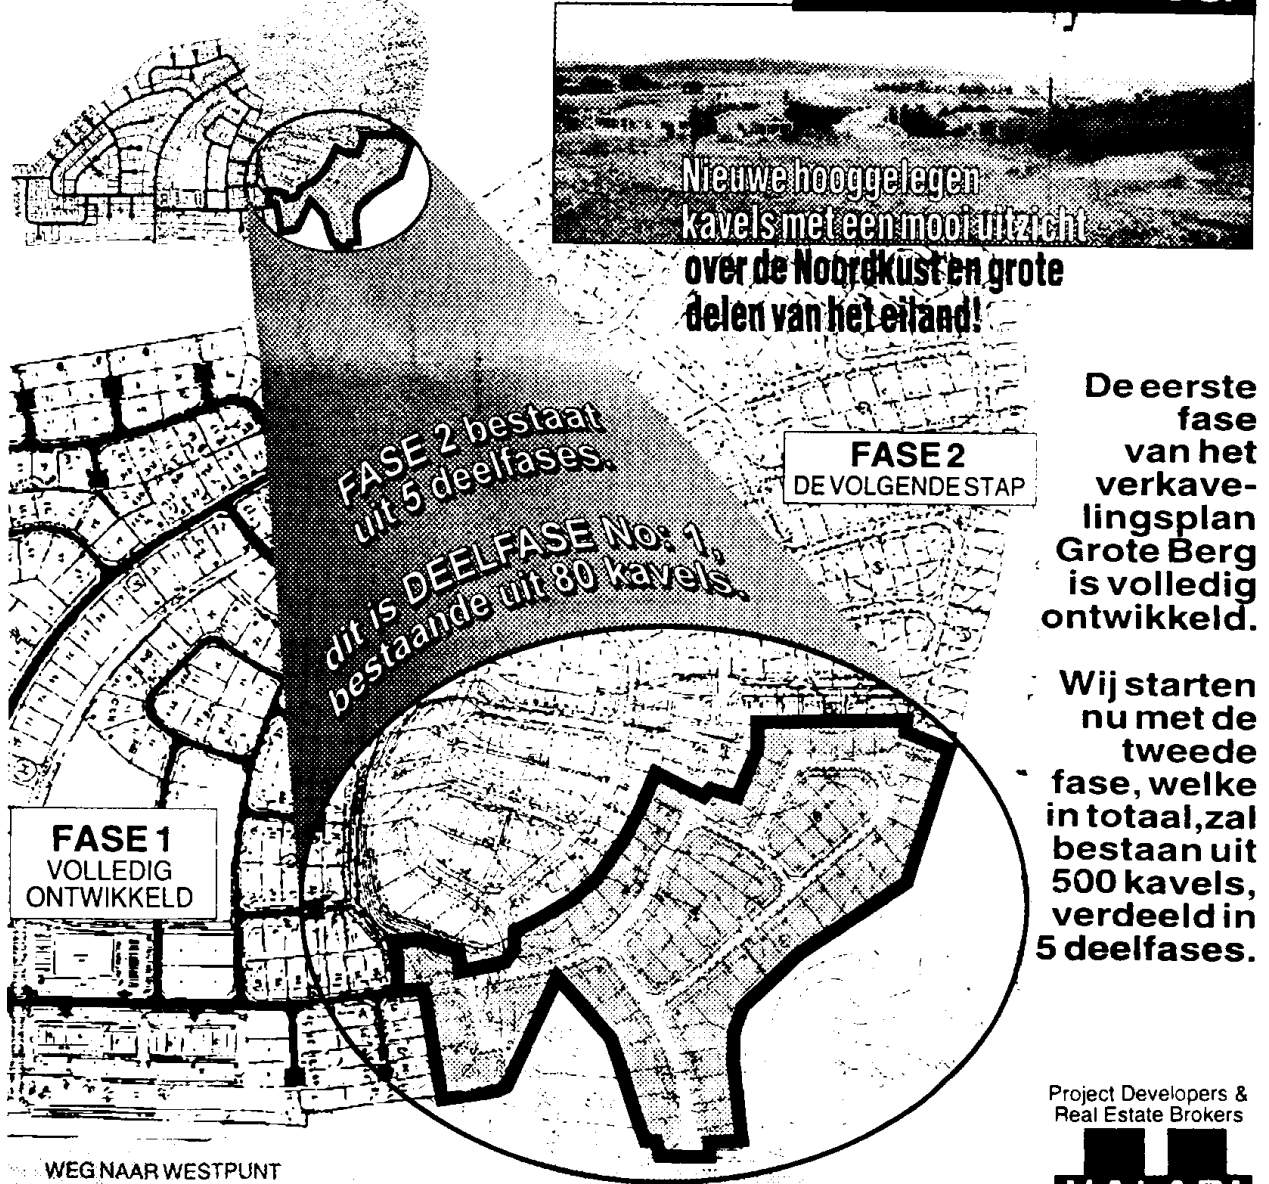 Nieuwe hooggelegen
kavels met een mooi uitzicht
over de Noordkust en grote
delen van het eiland!
FASE 2 bestaat
uit 5 deelfases.
dit is DEELFASE No: 1,
bestaande uit 80 kavels.
FASE 2
DE VOLGENDE STAP
De eerste
fase
van het
verkave-
lingsplan
Grote Berg
is volledig
ontwikkeld.
Wij starten
nu met de
tweede
fase, welke
in totaal,zal
bestaan uit
500 kavels,
verdeeld in
5 deelfases.
FASE 1
VOLLEDIG
ONTWIKKELD
WEG NAAR WESTPUNT
Project Developers &
Real Estate Brokers